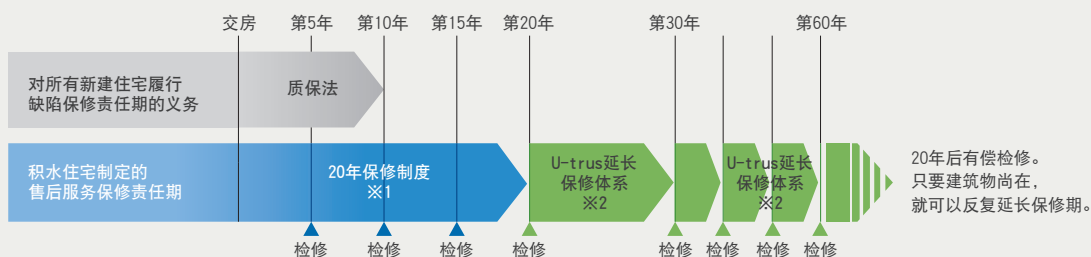 交房 第5年 第10年 第15年 第20年 第30年 第60年
对所有新建住宅履行
缺陷保修责任期的义务
质保法
积水住宅制定的
售后服务保修责任期
20年保修制度
※1
U-trus延长
保修体系
※2
U-trus延长
保修体系
※2
20年后有偿检修。
只要建筑物尚在，
就可以反复延长保修期。
检修 检修 检修 检修 检修 检修 检修 检修